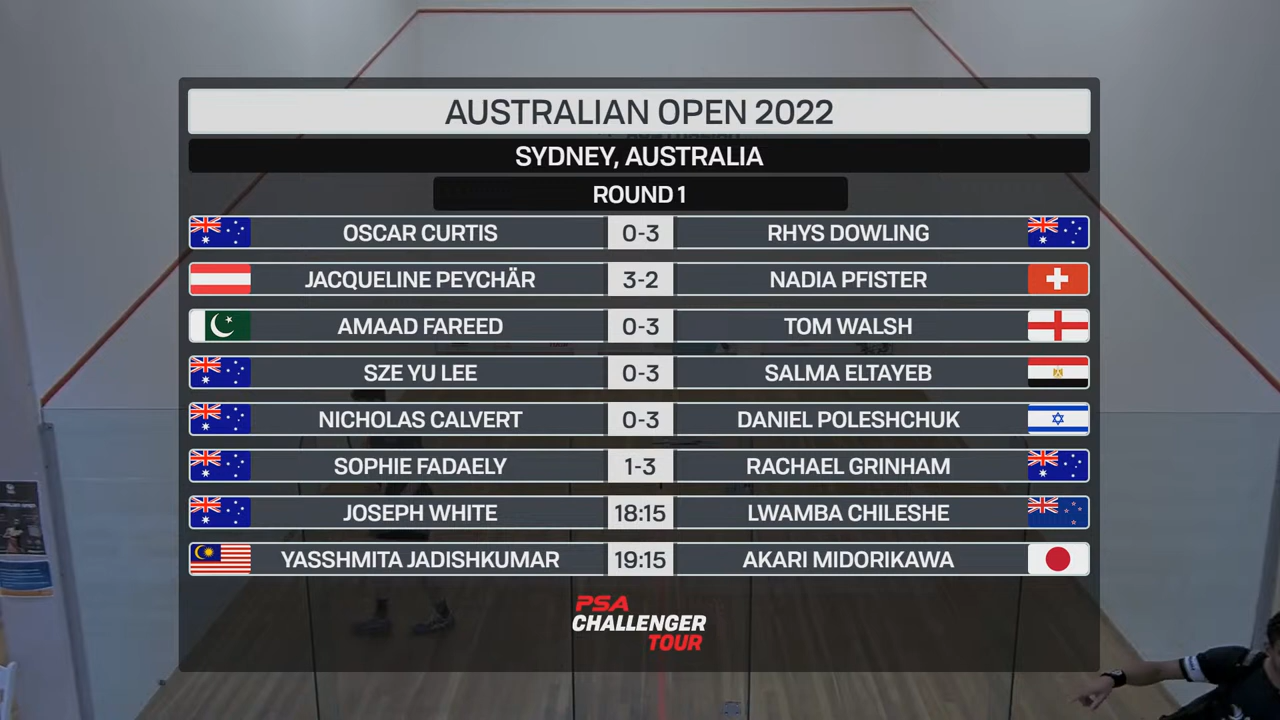 AUSTRALIAN OPEN 2022
SYDNEY, AUSTRALIA
ROUND 1
OSCAR CURTIS 0-3 RHYS DOWLING
JACQUELINE PEYCHÄR 3-2 NADIA PFISTER
AMAAD FAREED 0-3 TOM WALSH
SZE YU LEE 0-3 SALMA ELTAYEB
NICHOLAS CALVERT 0-3 DANIEL POLESHCHUK
SOPHIE FADAELY 1-3 RACHAEL GRINHAM
JOSEPH WHITE 18:15 LWAMBA CHILESHE
YASSHMITA JADISHKUMAR 19:15 AKARI MIDORIKAWA
PSA
CHALLENGER
TOUR